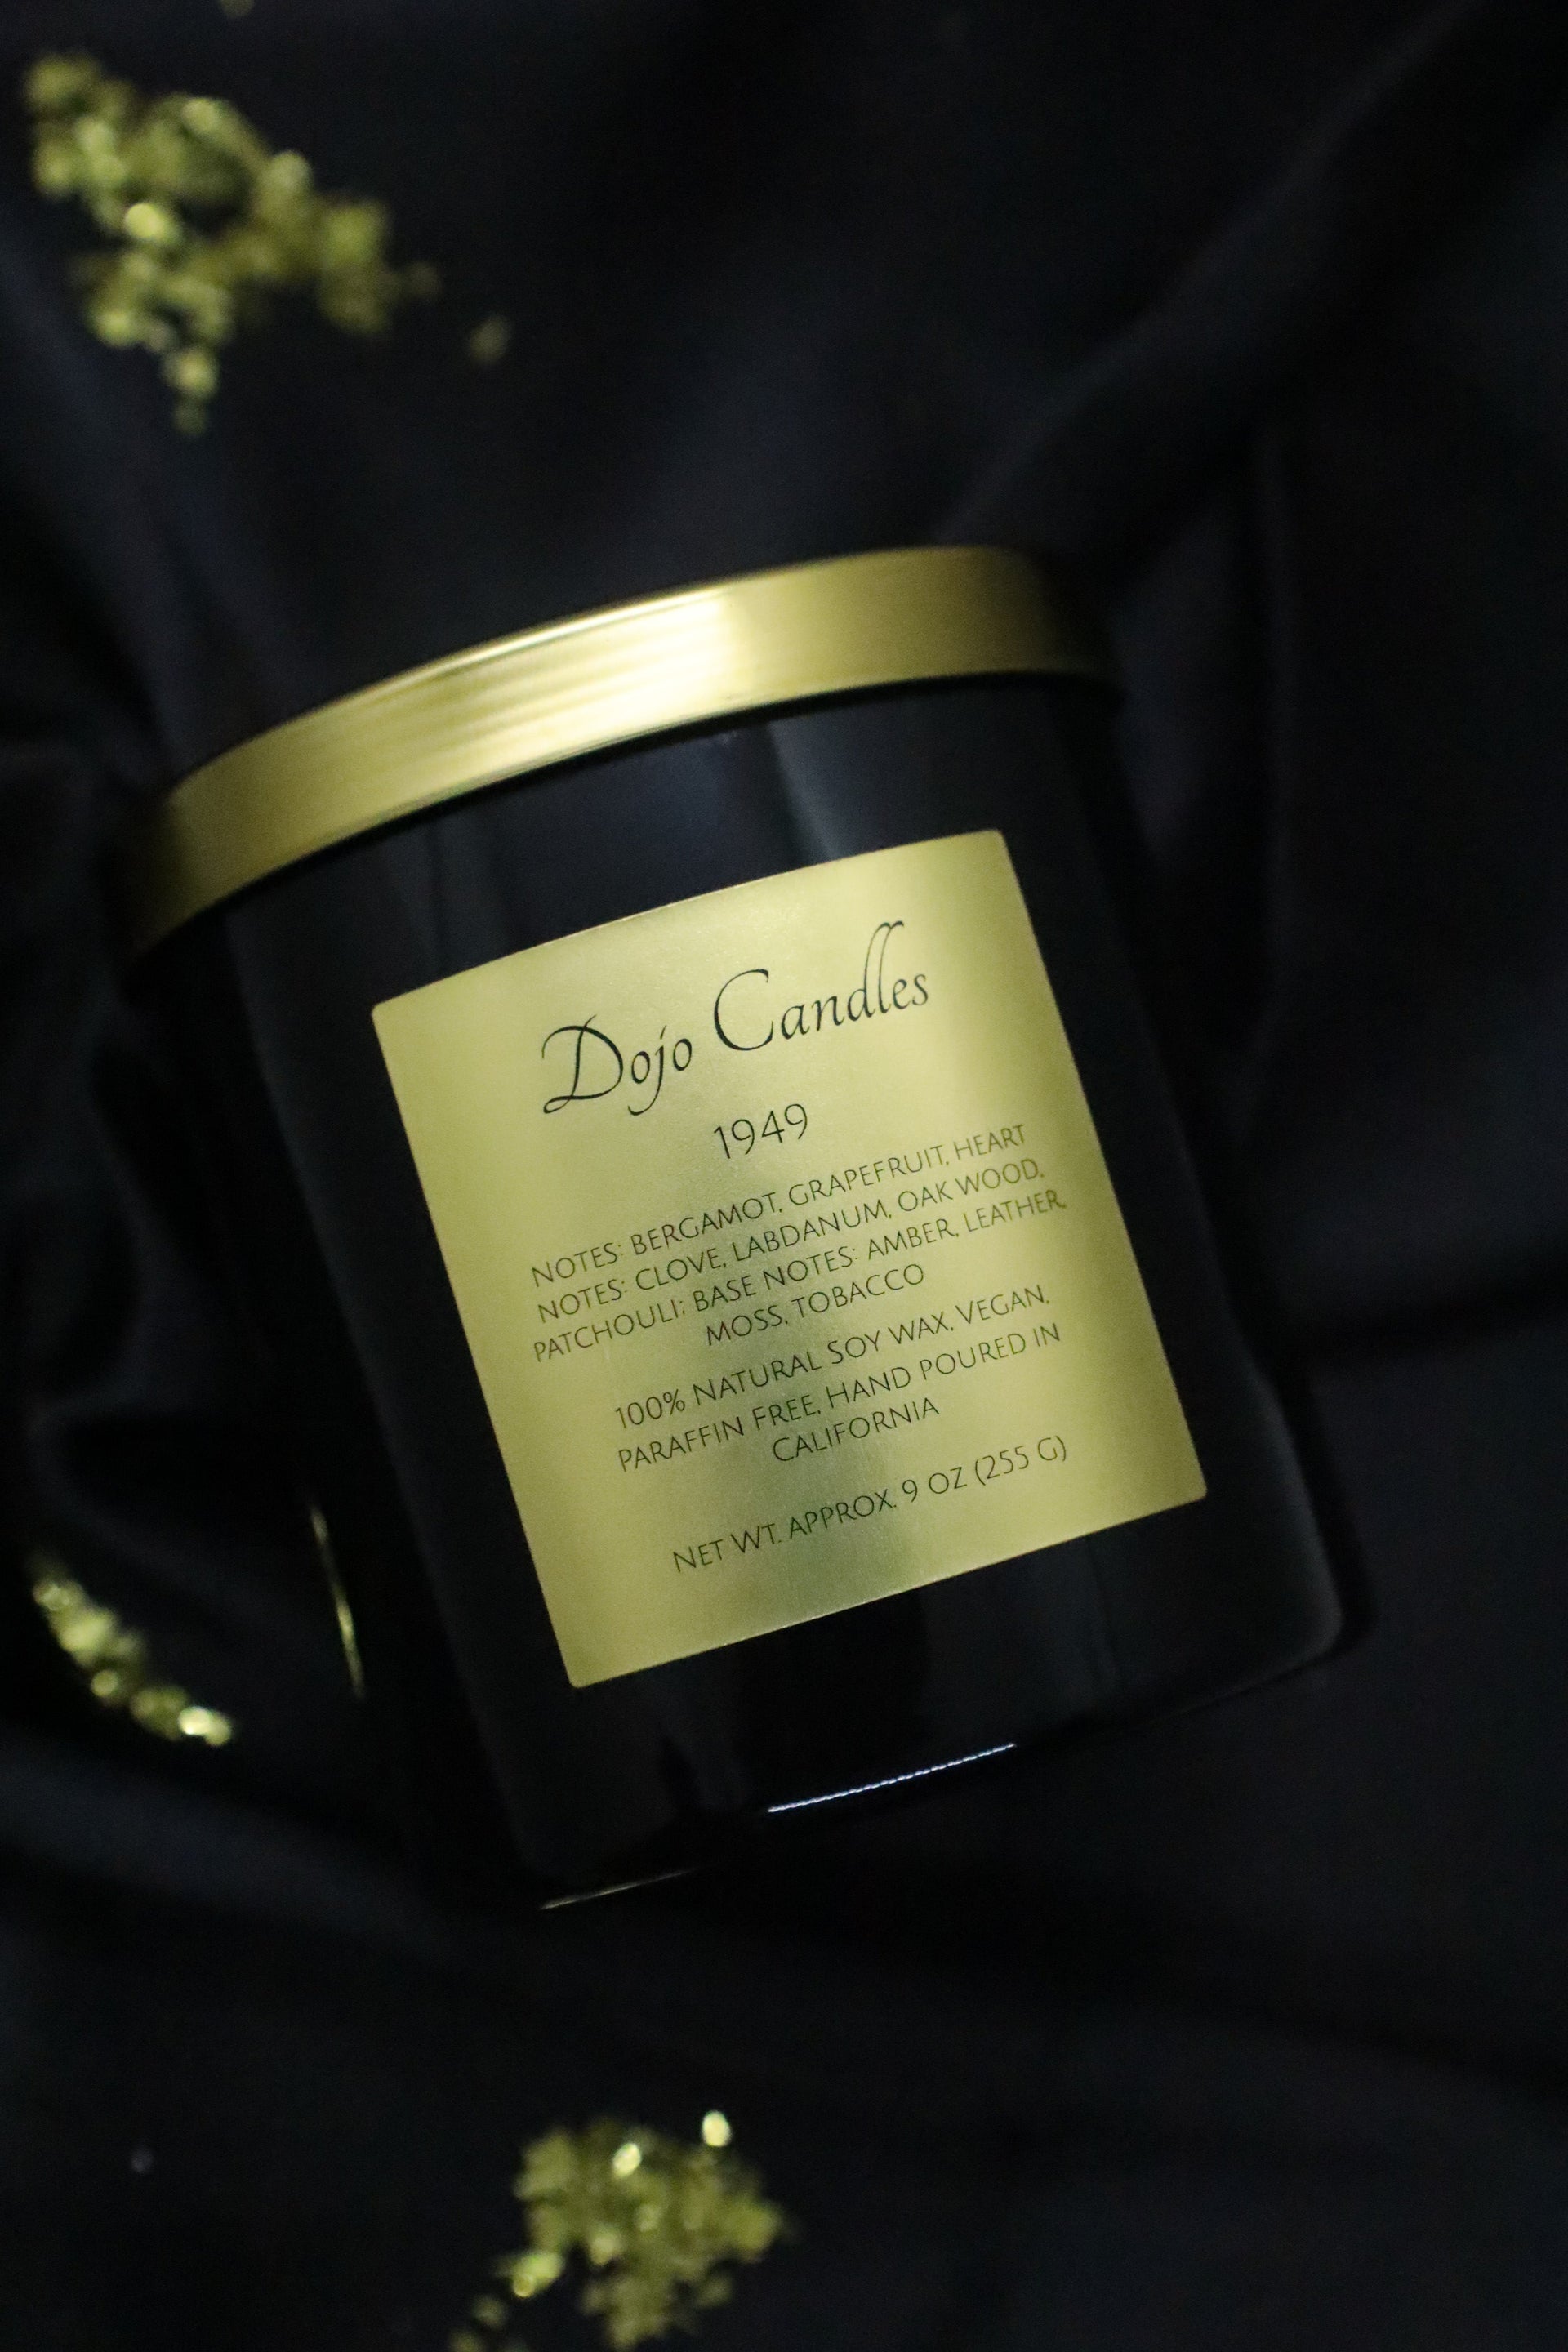 Dojo Candles
1949
NOTES: BERGAMOT, GRAPEFRUIT, HEART
NOTES: CLOVE, LABDANUM, OAK WOOD,
PATCHOULI; BASE NOTES: AMBER, LEATHER,
MOSS, TOBACCO
100% NATURAL SOY WAX, VEGAN,
PARAFFIN FREE, HAND POURED IN
CALIFORNIA
NET WT. APPROX. 9 OZ (255 G)